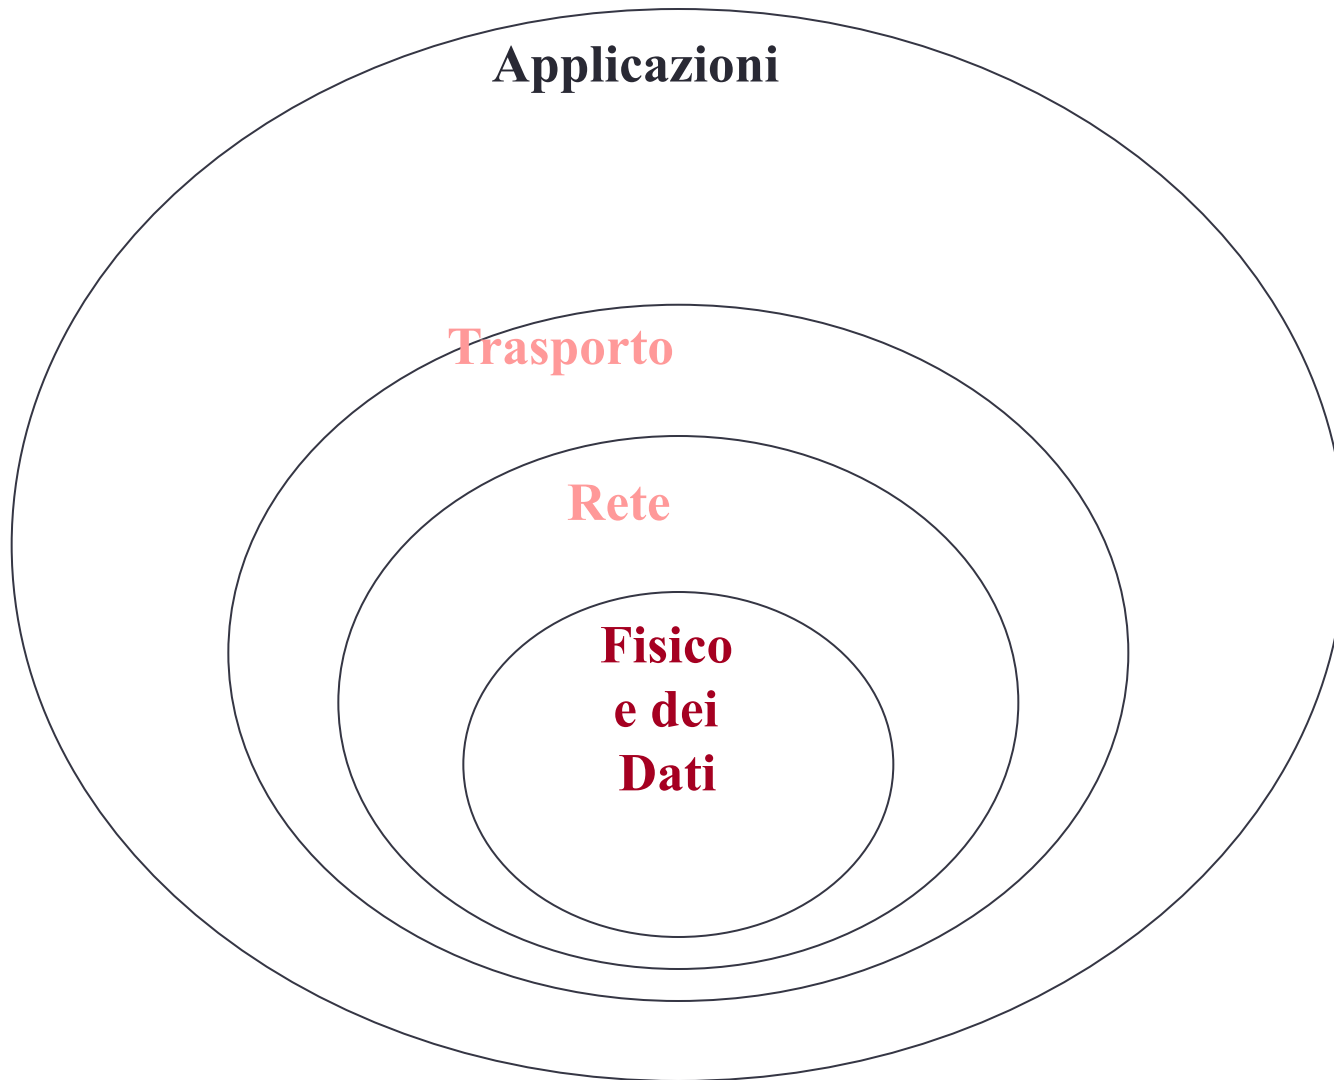 Applicazioni
Trasporto
Rete
Fisico
e dei
Dati